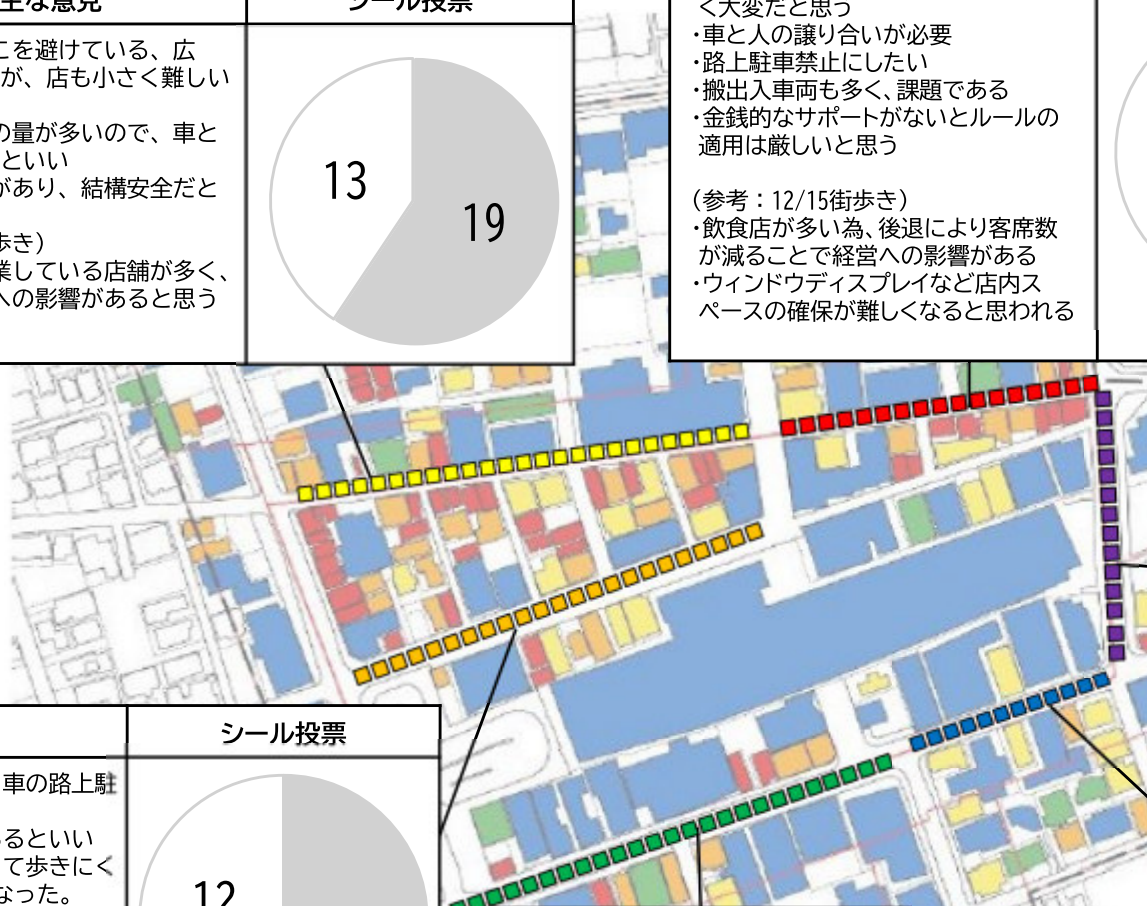 主な意見
シール投票
こを避けている、広
が、店も小さく難しい
の量が多いので、車と
といい
があり、結構安全だと
歩き）
業している店舗が多く、
への影響があると思う
13
19
く大変だと思う
・車と人の譲り合いが必要
・路上駐車禁止にしたい
・搬出入車両も多く、課題である
・金銭的なサポートがないとルールの
適用は厳しいと思う
（参考：12/15街歩き）
・飲食店が多い為、後退により客席数
が減ることで経営への影響がある
・ウィンドウディスプレイなど店内ス
ペースの確保が難しくなると思われる
シール投票
車の路上駐
るといい
て歩きにく
なった。
12